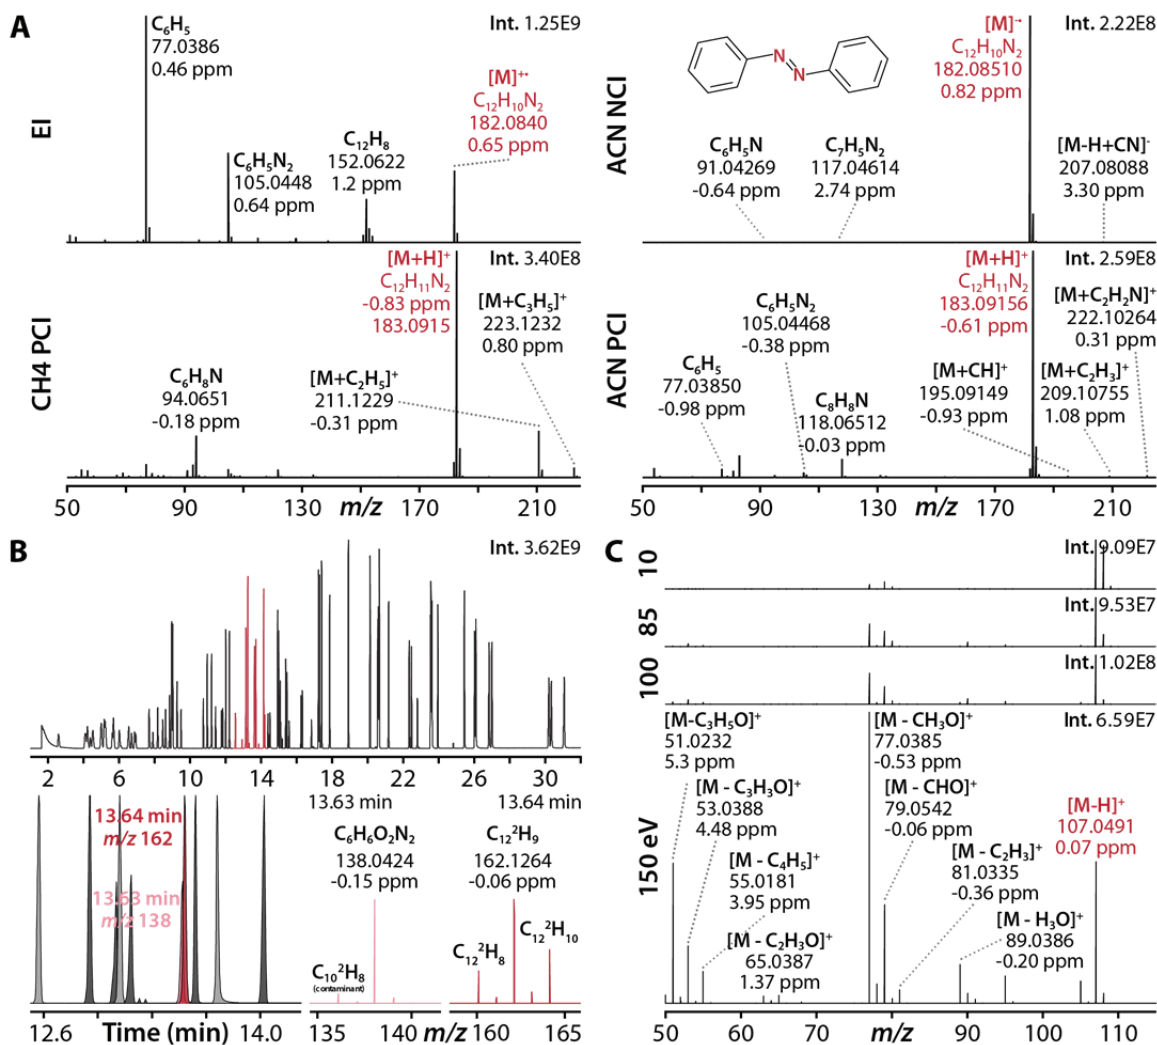 A
EI
C₆H₅
77.0386
0.46 ppm
Int. 1.25E9
[M]⁺•
C₁₂H₁₀N₂
182.0840
0.65 ppm
C₆H₅N₂
105.0448
0.64 ppm
C₁₂H₈
152.0622
1.2 ppm
ACN NCI
N
N
[M]⁻•
C₁₂H₁₀N₂
182.08510
0.82 ppm
Int. 2.22E8
C₆H₅N
91.04269
-0.64 ppm
C₇H₅N₂
117.04614
2.74 ppm
[M-H+CN]⁻
207.08088
3.30 ppm
CH4 PCI
[M+H]⁺
C₁₂H₁₁N₂
-0.83 ppm
183.0915
Int. 3.40E8
[M+C₃H₅]⁺
223.1232
0.80 ppm
C₆H₈N
94.0651
-0.18 ppm
[M+C₂H₅]⁺
211.1229
-0.31 ppm
50 90 130 m/z 170 210
ACN PCI
[M+H]⁺
C₁₂H₁₁N₂
183.09156
-0.61 ppm
Int. 2.59E8
[M+C₂H₂N]⁺
222.10264
0.31 ppm
C₆H₅N₂
105.04468
-0.38 ppm
C₆H₅
77.03850
-0.98 ppm
C₈H₈N
118.06512
-0.03 ppm
[M+CH]⁺
195.09149
-0.93 ppm
[M+C₂H₃]⁺
209.10755
1.08 ppm
50 90 130 m/z 170 210
B
Int. 3.62E9
2 6 10 14 18 22 26 30
13.64 min
m/z 162
13.63 min
m/z 138
12.6 Time (min) 14.0
13.63 min
C₆H₆O₂N₂
138.0424
-0.15 ppm
C₁₀²H₈
(contaminant)
13.64 min
C₁₂²H₉
162.1264
-0.06 ppm
C₁₂²H₈
C₁₂²H₁₀
135 140 m/z 160 165
C
10
Int. 9.09E7
85
Int. 9.53E7
100
Int. 1.02E8
150 eV
Int. 6.59E7
[M-C₃H₅O]⁺
51.0232
5.3 ppm
[M - C₃H₃O]⁺
53.0388
4.48 ppm
[M - C₄H₅]⁺
55.0181
3.95 ppm
[M - C₂H₃O]⁺
65.0387
1.37 ppm
[M - CH₃O]⁺
77.0385
-0.53 ppm
[M - CHO]⁺
79.0542
-0.06 ppm
[M - C₂H₃]⁺
81.0335
-0.36 ppm
[M - H₃O]⁺
89.0386
-0.20 ppm
[M-H]⁺
107.0491
0.07 ppm
50 60 70 m/z 90 100 110